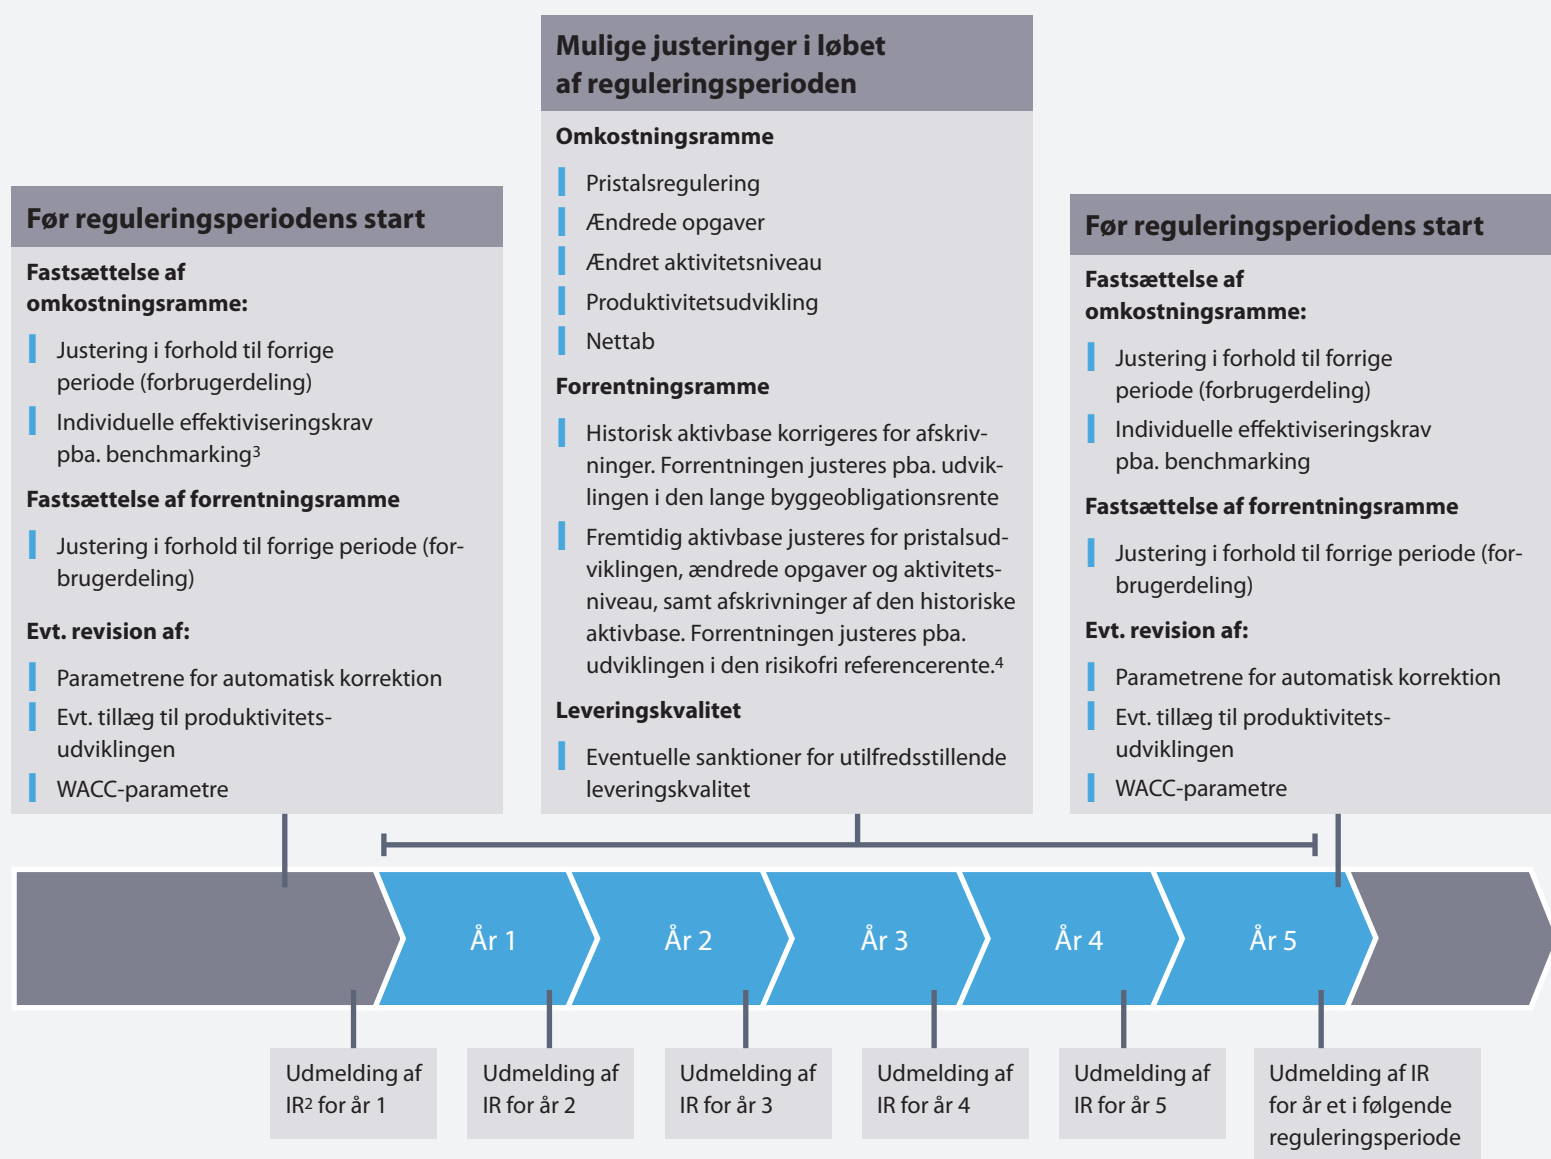 Før reguleringsperiodens start
Fastsættelse af
omkostningsramme:
Justering i forhold til forrige
periode (forbrugerdeling)
Individuelle effektiviseringskrav
pba. benchmarking3
Fastsættelse af forrentningsramme
Justering i forhold til forrige periode (for-
brugerdeling)
Evt. revision af:
Parametrene for automatisk korrektion
Evt. tillæg til produktivitets-
udviklingen
WACC-parametre
Mulige justeringer i løbet
af reguleringsperioden
Omkostningsramme
Pristalsregulering
Ændrede opgaver
Ændret aktivitetsniveau
Produktivitetsudvikling
Nettab
Forrentningsramme
Historisk aktivbase korrigeres for afskriv-
ninger. Forrentningen justeres pba. udvik-
lingen i den lange byggeobligationsrente
Fremtidig aktivbase justeres for pristalsud-
viklingen, ændrede opgaver og aktivitets-
niveau, samt afskrivninger af den historiske
aktivbase. Forrentningen justeres pba.
udviklingen i den risikofri referencerente.4
Leveringskvalitet
Eventuelle sanktioner for utilfredsstillende
leveringskvalitet
Før reguleringsperiodens start
Fastsættelse af
omkostningsramme:
Justering i forhold til forrige
periode (forbrugerdeling)
Individuelle effektiviseringskrav
pba. benchmarking
Fastsættelse af forrentningsramme
Justering i forhold til forrige periode (for-
brugerdeling)
Evt. revision af:
Parametrene for automatisk korrektion
Evt. tillæg til produktivitets-
udviklingen
WACC-parametre
År 1
År 2
År 3
År 4
År 5
Udmelding af
IR2 for år 1
Udmelding af
IR for år 2
Udmelding af
IR for år 3
Udmelding af
IR for år 4
Udmelding af
IR for år 5
Udmelding af IR
for år et i følgende
reguleringsperiode